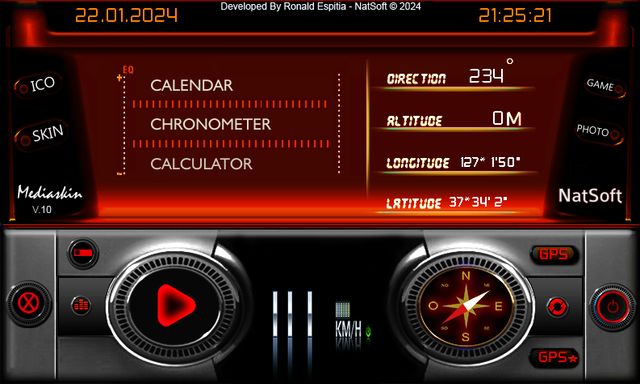 Developed By Ronald Espitia - NatSoft © 2024
22.01.2024
21:25:21
EQ
ICO
SKIN
Mediaskin
V.10
CALENDAR
CHRONOMETER
CALCULATOR
DIRECTION 234°
ALTITUDE 0M
LONGITUDE 127* 1'50"
LATITUDE 37*34' 2"
GAME
PHOTO
NatSoft
KM/H
N
O E
S
GPS
GPS★